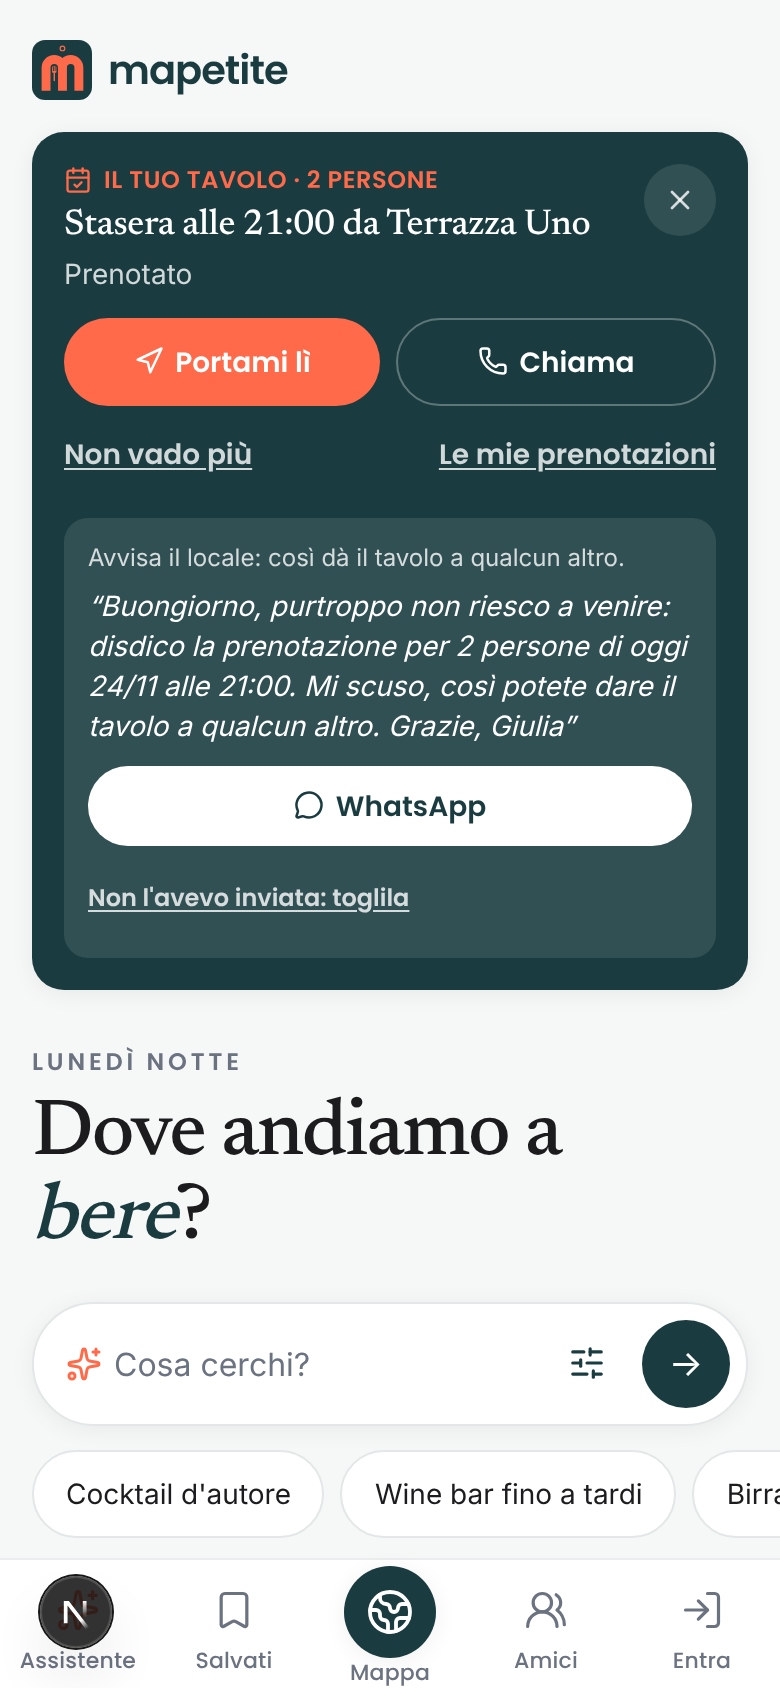 mapetite
IL TUO TAVOLO · 2 PERSONE
Stasera alle 21:00 da Terrazza Uno
Prenotato
Portami lì
Chiama
Non vado più
Le mie prenotazioni
Avvisa il locale: così dà il tavolo a qualcun altro.
“Buongiorno, purtroppo non riesco a venire:
disdico la prenotazione per 2 persone di oggi
24/11 alle 21:00. Mi scuso, così potete dare il
tavolo a qualcun altro. Grazie, Giulia”
WhatsApp
Non l'avevo inviata: toglila
LUNEDÌ NOTTE
Dove andiamo a
bere?
Cosa cerchi?
Cocktail d'autore
Wine bar fino a tardi
Birra
N
Assistente
Salvati
Mappa
Amici
Entra